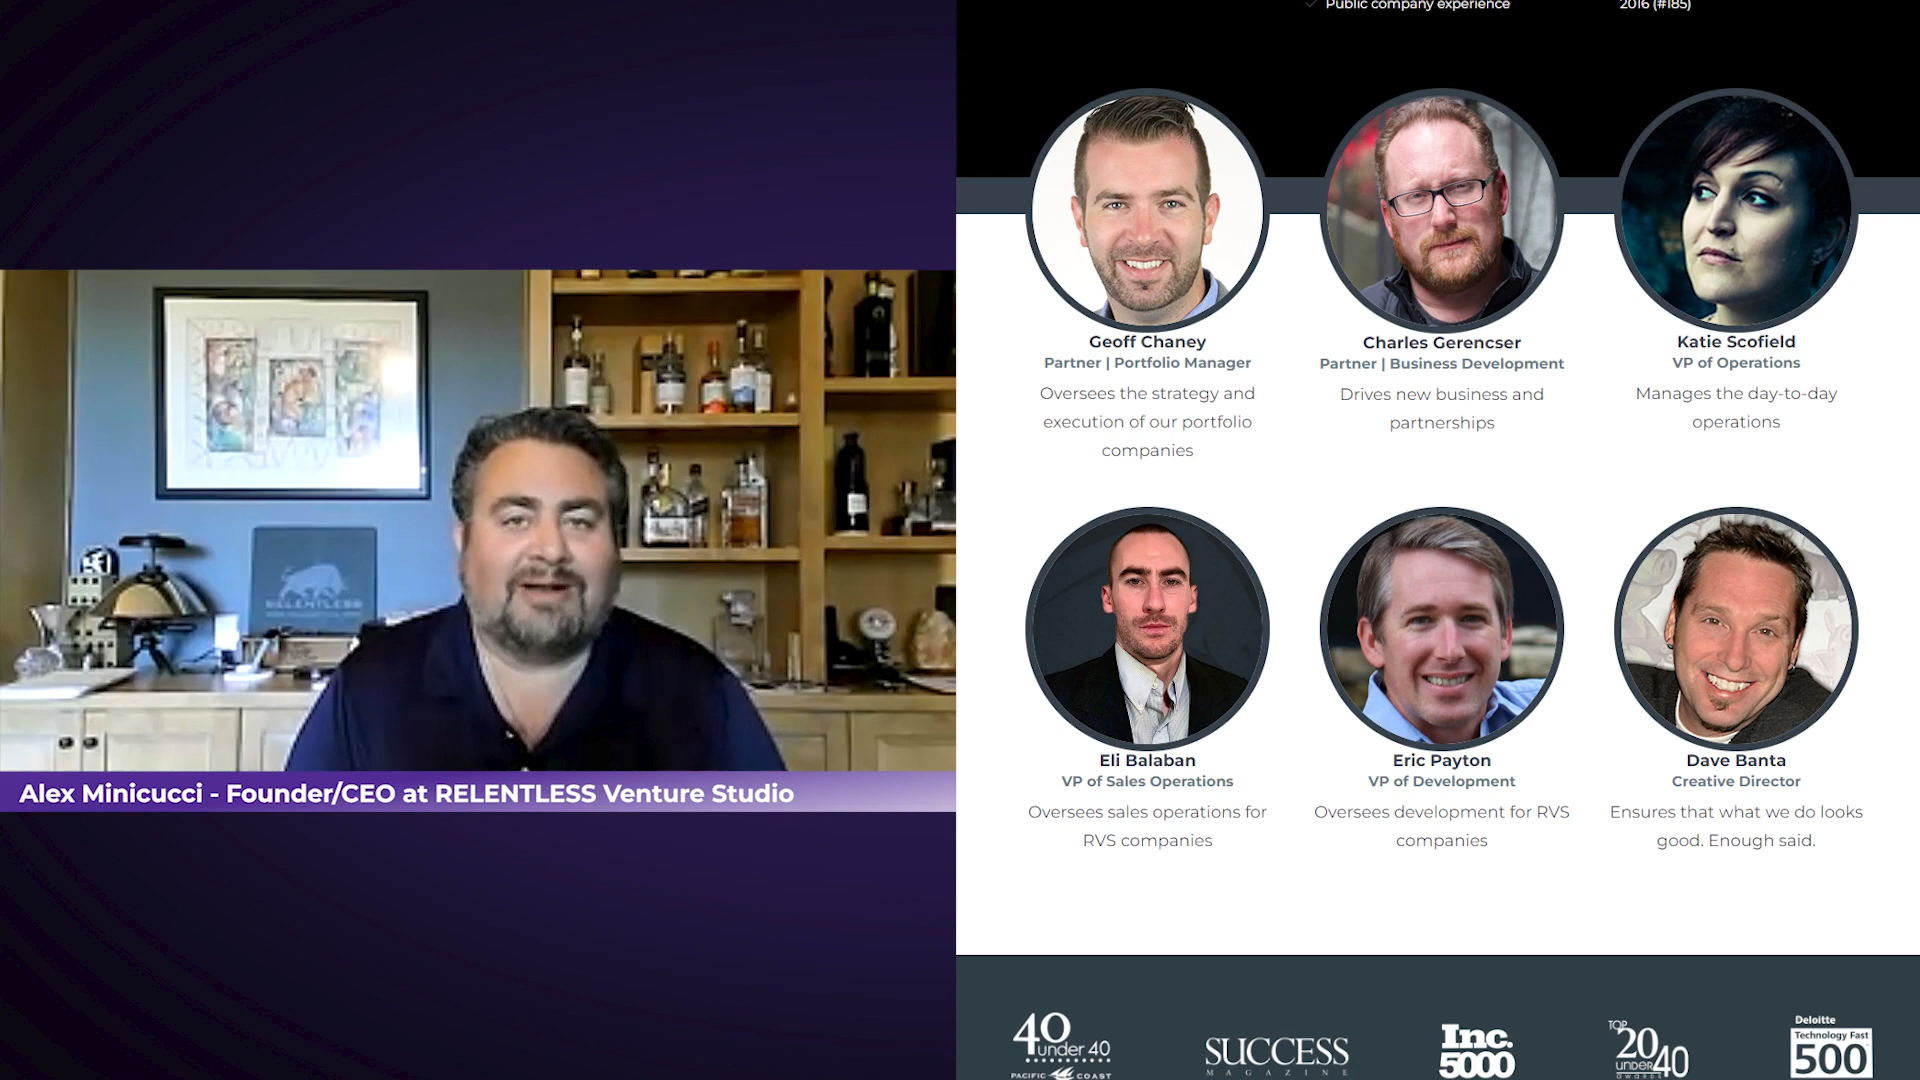 RELENTLESS
Alex Minicucci - Founder/CEO at RELENTLESS Venture Studio
Public company experience
2016 (#185)
Geoff Chaney
Partner | Portfolio Manager
Oversees the strategy and
execution of our portfolio
companies
Charles Gerencser
Partner | Business Development
Drives new business and
partnerships
Katie Scofield
VP of Operations
Manages the day-to-day
operations
Eli Balaban
VP of Sales Operations
Oversees sales operations for
RVS companies
Eric Payton
VP of Development
Oversees development for RVS
companies
Dave Banta
Creative Director
Ensures that what we do looks
good. Enough said.
40
under 40
PACIFIC COAST
SUCCESS
MAGAZINE
Inc.
5000
TOP
20
UNDER 40
AWARDS
Deloitte
Technology Fast
500